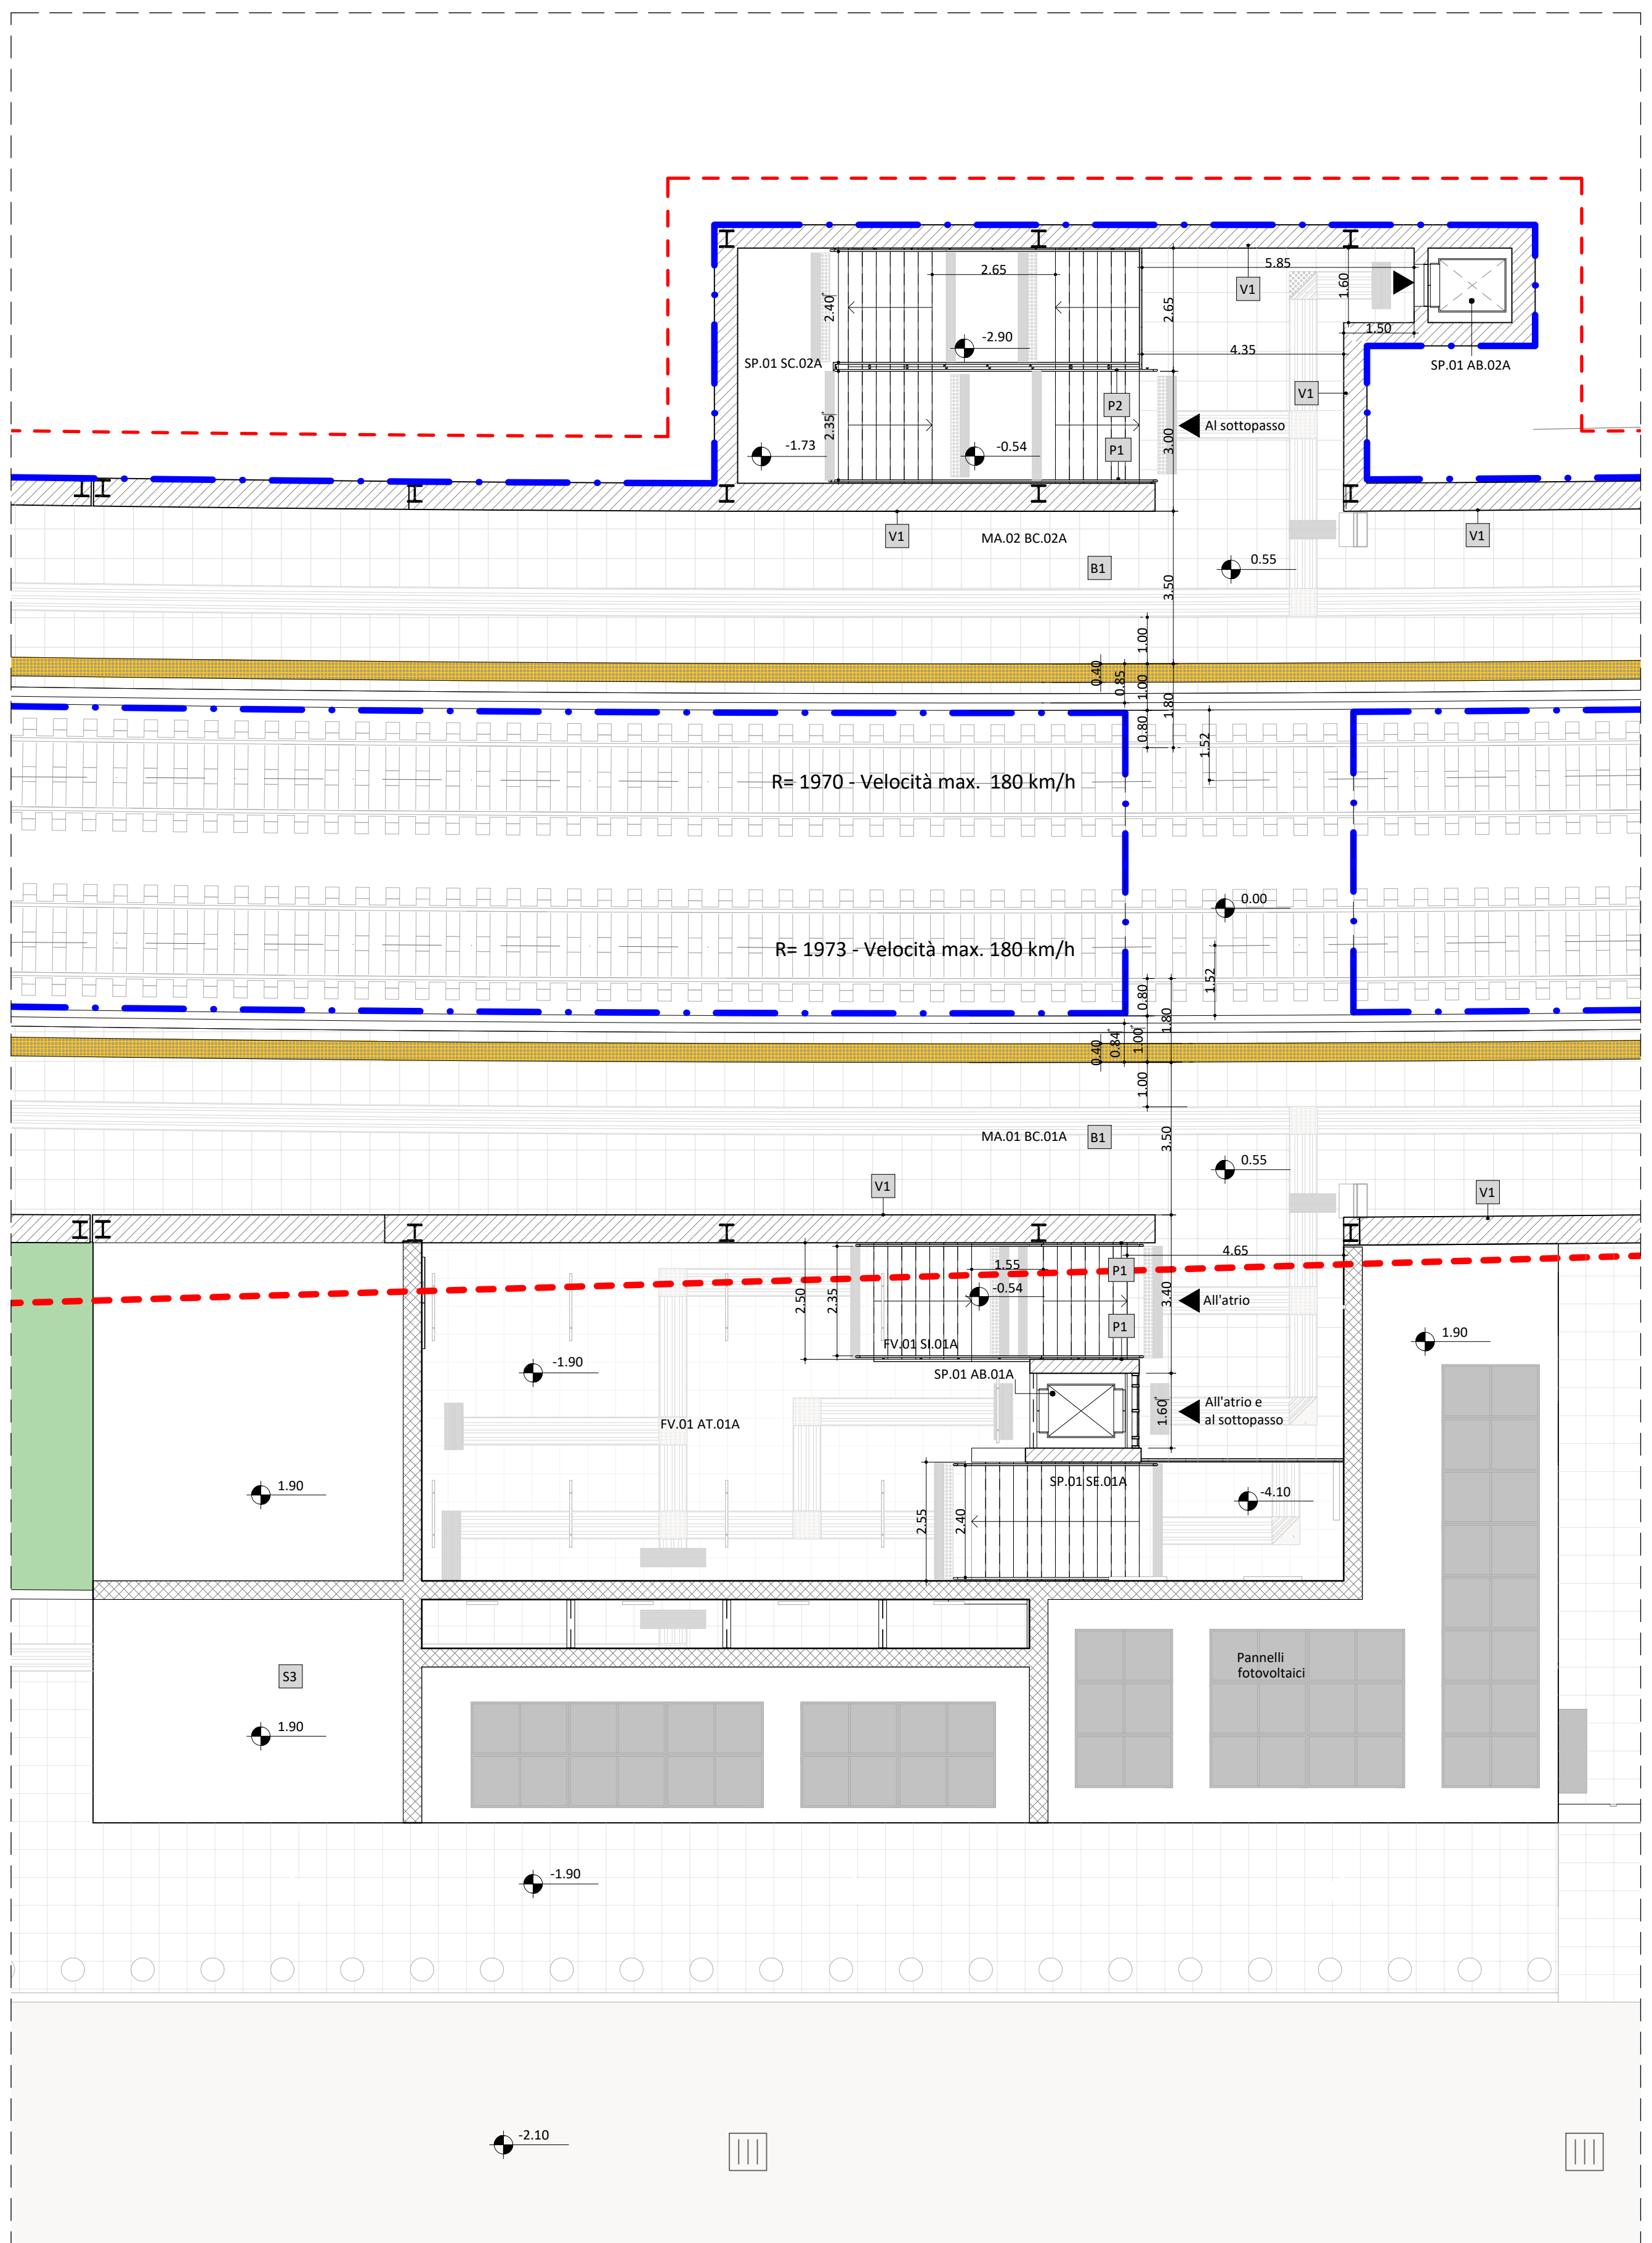 2.65
5.85
V1
1.60
2.40
2.65
1.50
-2.90
4.35
SP.01 SC.02A
SP.01 AB.02A
V1
P2
2.35
Al sottopasso
3.00
-1.73
-0.54
P1
V1
MA.02 BC.02A
V1
B1
0.55
3.50
1.00
0.40
0.85
1.00
1.80
0.80
1.52
R= 1970 - Velocità max. 180 km/h
0.00
R= 1973 - Velocità max. 180 km/h
1.52
0.80
1.80
0.40
0.84
1.00
1.00
MA.01 BC.01A
B1
3.50
0.55
V1
V1
4.65
1.55
P1
2.50
2.35
-0.54
3.40
All'atrio
P1
FV.01 SI.01A
1.90
-1.90
SP.01 AB.01A
All'atrio e
al sottopasso
1.60
FV.01 AT.01A
SP.01 SE.01A
1.90
-4.10
2.55
2.40
Pannelli
fotovoltaici
S3
1.90
-1.90
-2.10